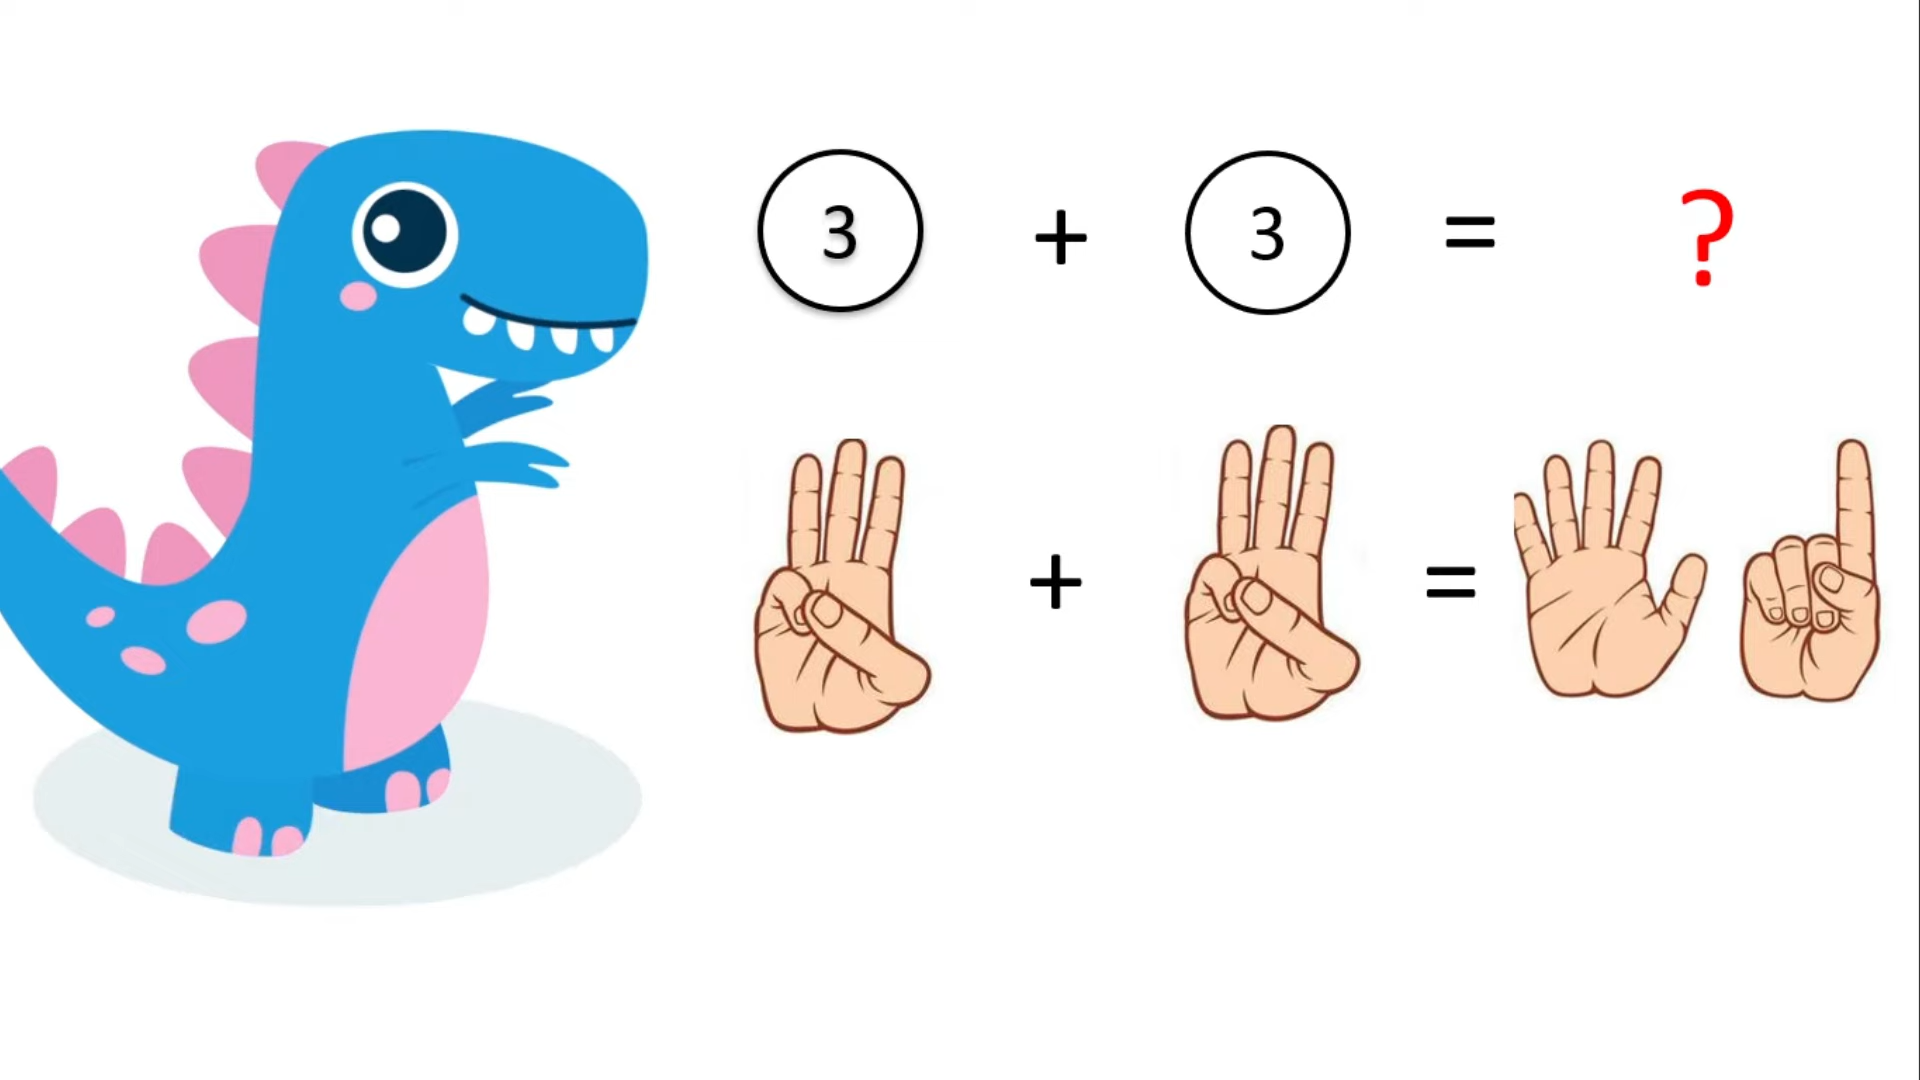 3 + 3 = ?
+ =